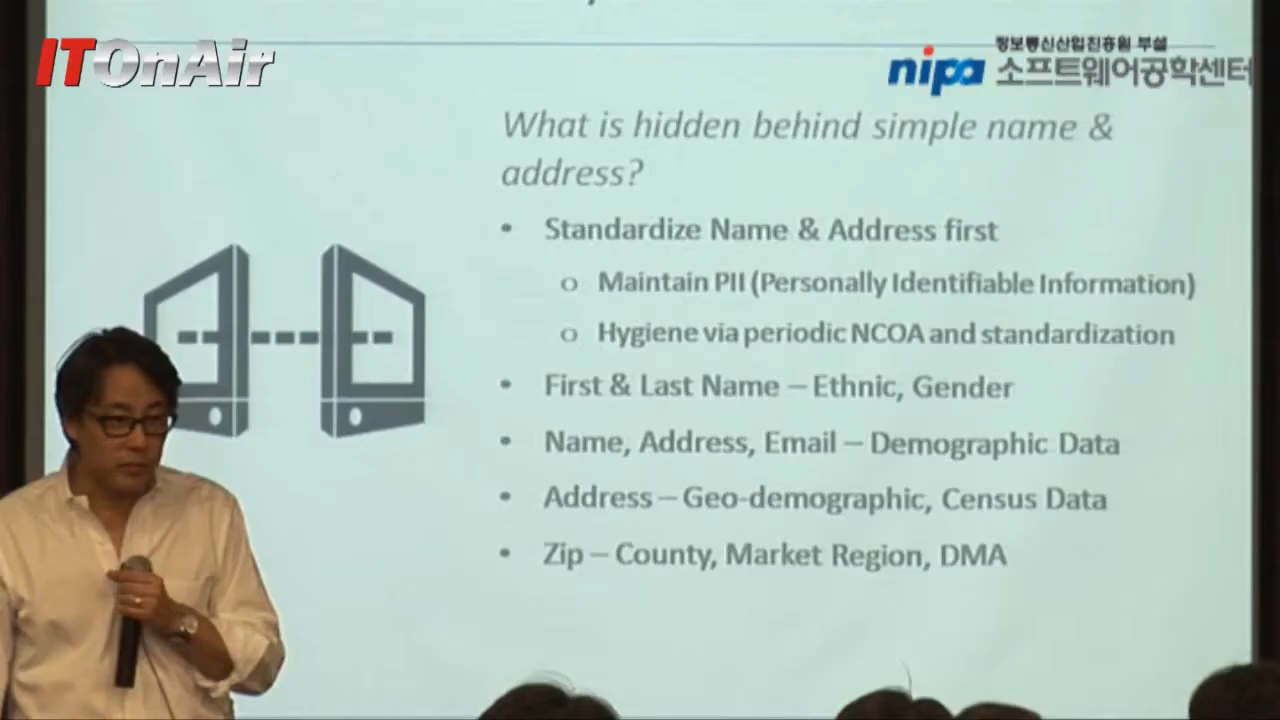 ITOnAir
정보통신산업진흥원 부설
nipa 소프트웨어공학센터
What is hidden behind simple name &
address?
• Standardize Name & Address first
o Maintain PII (Personally Identifiable Information)
o Hygiene via periodic NCOA and standardization
• First & Last Name – Ethnic, Gender
• Name, Address, Email – Demographic Data
• Address – Geo-demographic, Census Data
• Zip – County, Market Region, DMA